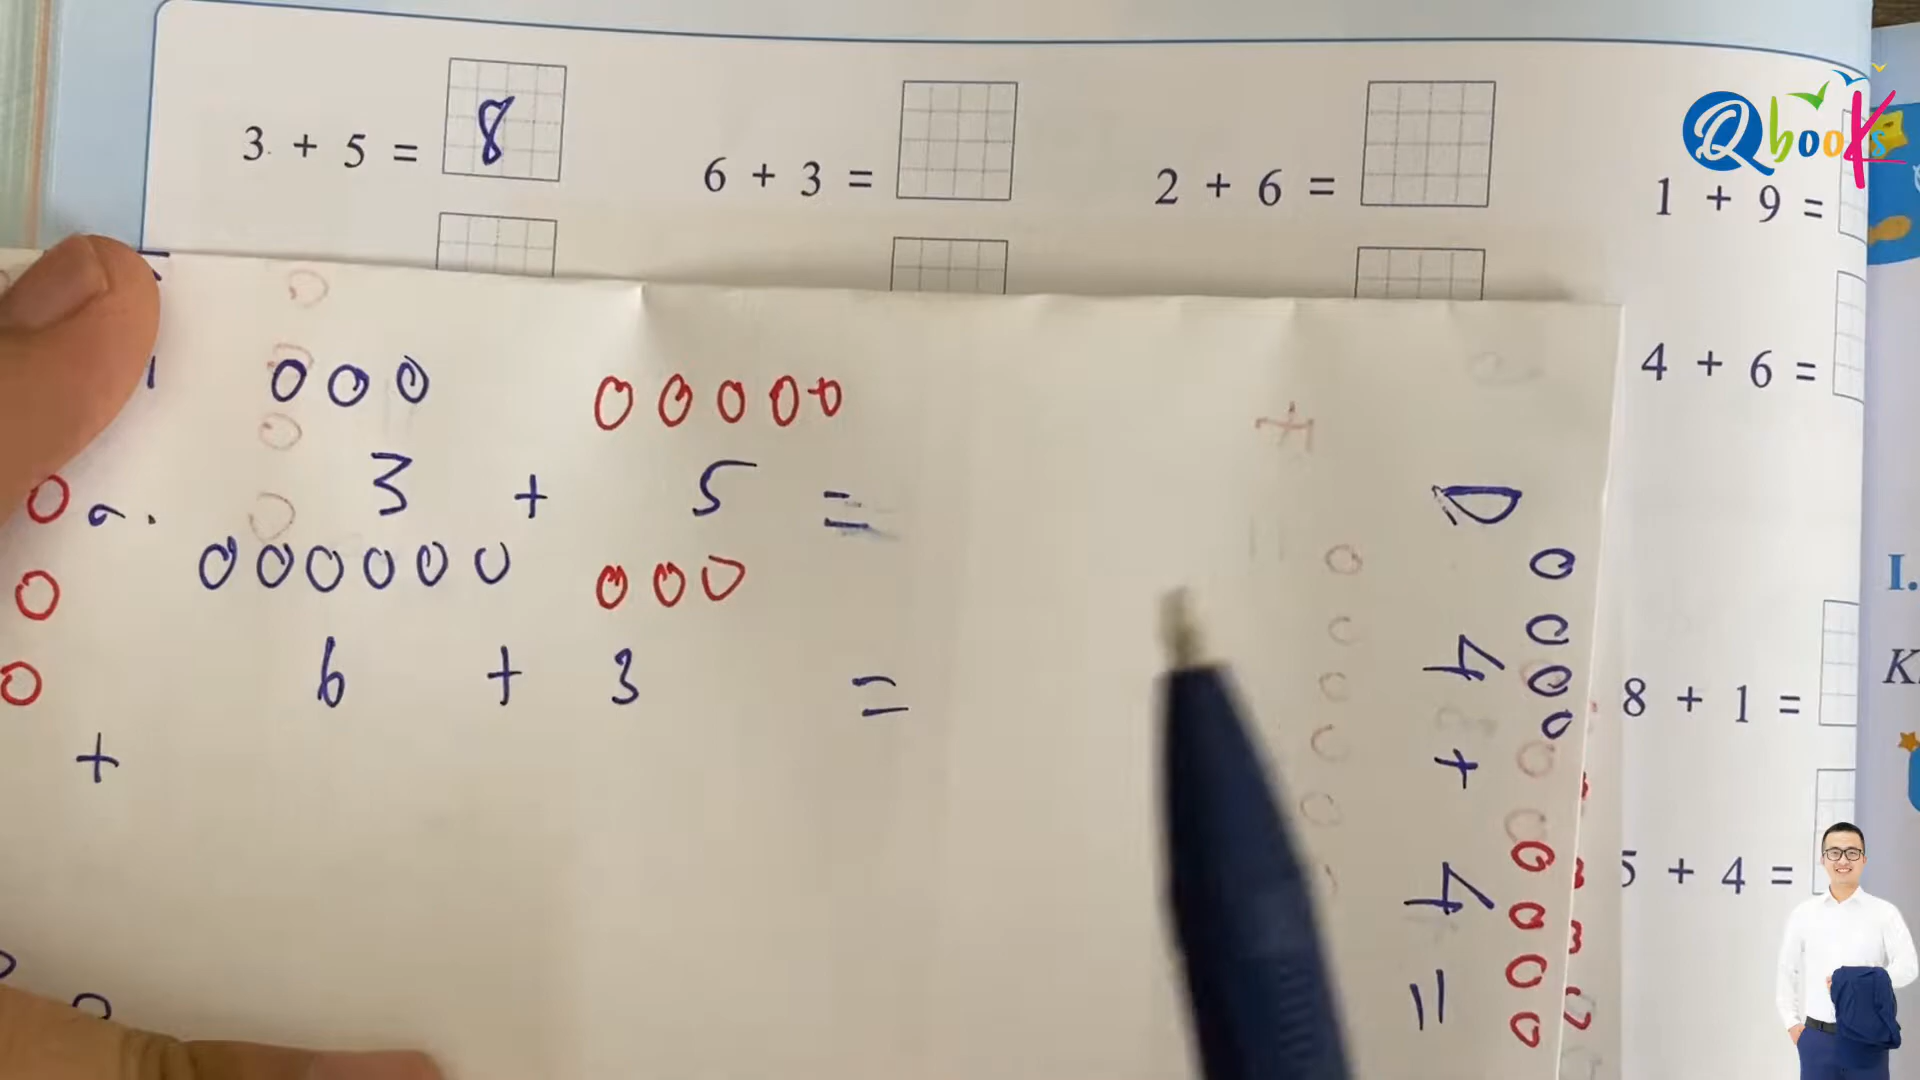 3 + 5 = 8
6 + 3 =
2 + 6 =
1 + 9 =
Qbooks
4 + 6 =
3 + 5 =
a.
6 + 3 =
+
4 + 4 =
8 + 1 =
5 + 4 =
I.